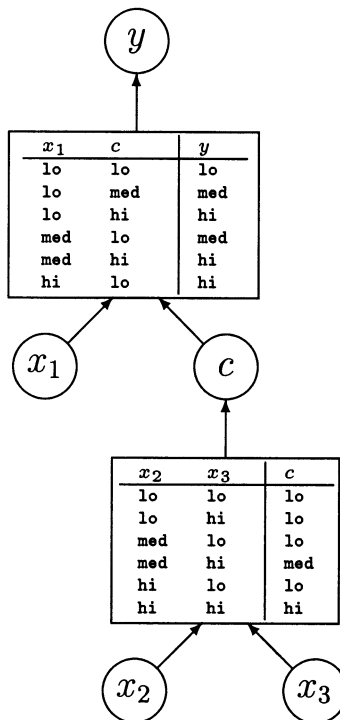 y
x₁ c y
lo lo lo
lo med med
lo hi hi
med lo med
med hi hi
hi lo hi
x₁ c
x₂ x₃ c
lo lo lo
lo hi lo
med lo lo
med hi med
hi lo lo
hi hi hi
x₂ x₃